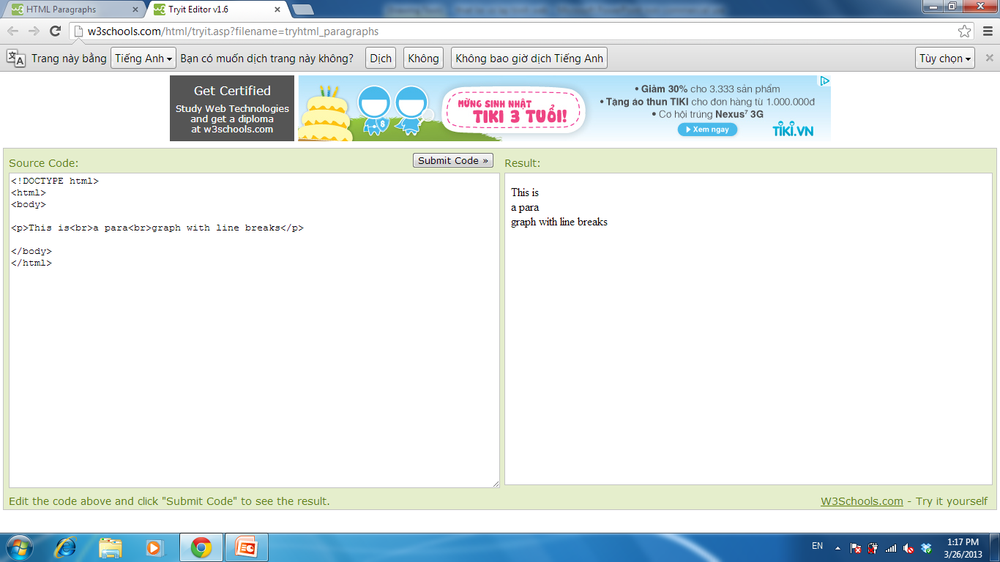 HTML Paragraphs
Tryit Editor v1.6
w3schools.com/html/tryit.asp?filename=tryhtml_paragraphs
Trang này bằng Tiếng Anh Bạn có muốn dịch trang này không? Dịch Không Không bao giờ dịch Tiếng Anh Tùy chọn
Get Certified
Study Web Technologies
and get a diploma
at w3schools.com
MỪNG SINH NHẬT
TIKI 3 TUỔI!
• Giảm 30% cho 3.333 sản phẩm
• Tặng áo thun TIKI cho đơn hàng từ 1.000.000đ
• Cơ hội trúng Nexus⁷ 3G
Xem ngay
TiKi.VN
Source Code:
Submit Code »
<!DOCTYPE html>
<html>
<body>
<p>This is<br>a para<br>graph with line breaks</p>
</body>
</html>
Result:
This is
a para
graph with line breaks
Edit the code above and click "Submit Code" to see the result.
W3Schools.com - Try it yourself
EN
1:17 PM
3/26/2013